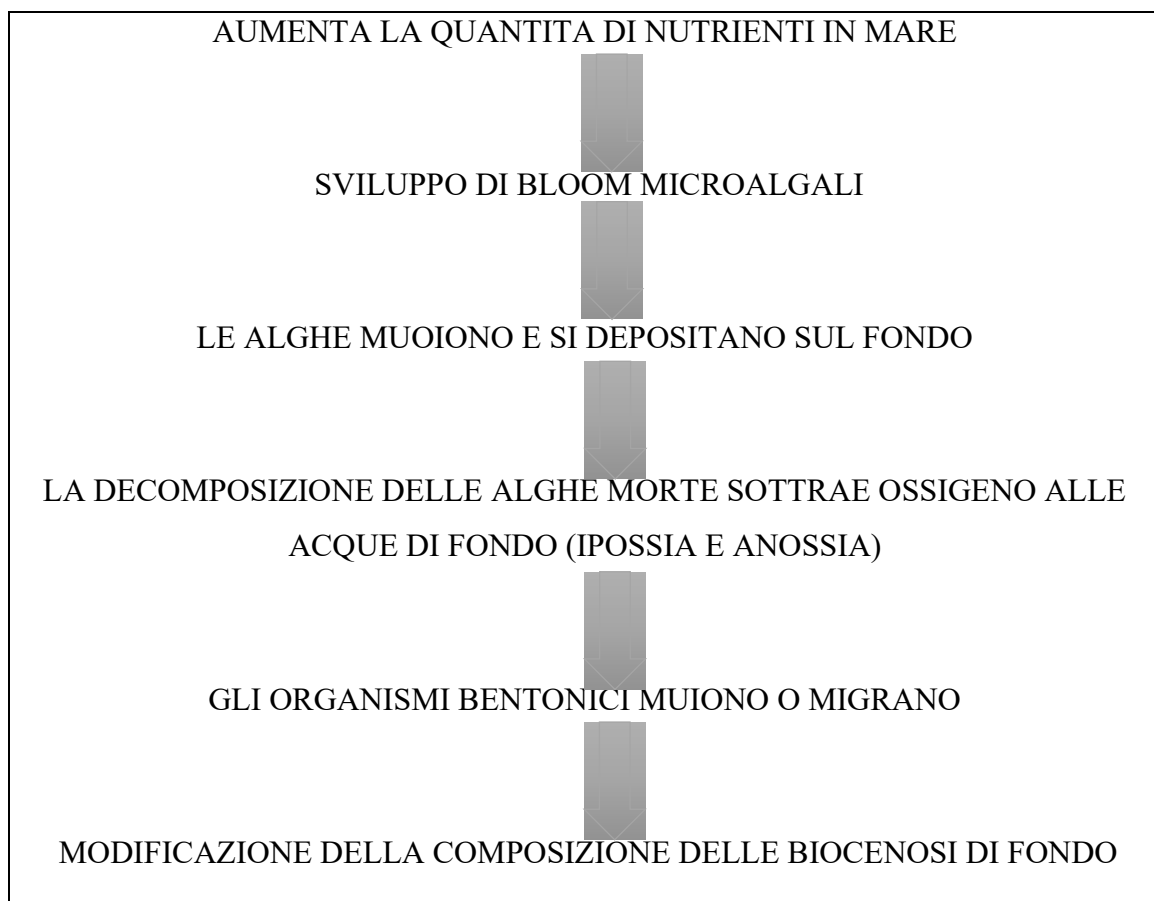 AUMENTA LA QUANTITA DI NUTRIENTI IN MARE
SVILUPPO DI BLOOM MICROALGALI
LE ALGHE MUOIONO E SI DEPOSITANO SUL FONDO
LA DECOMPOSIZIONE DELLE ALGHE MORTE SOTTRAE OSSIGENO ALLE
ACQUE DI FONDO (IPOSSIA E ANOSSIA)
GLI ORGANISMI BENTONICI MUIONO O MIGRANO
MODIFICAZIONE DELLA COMPOSIZIONE DELLE BIOCENOSI DI FONDO